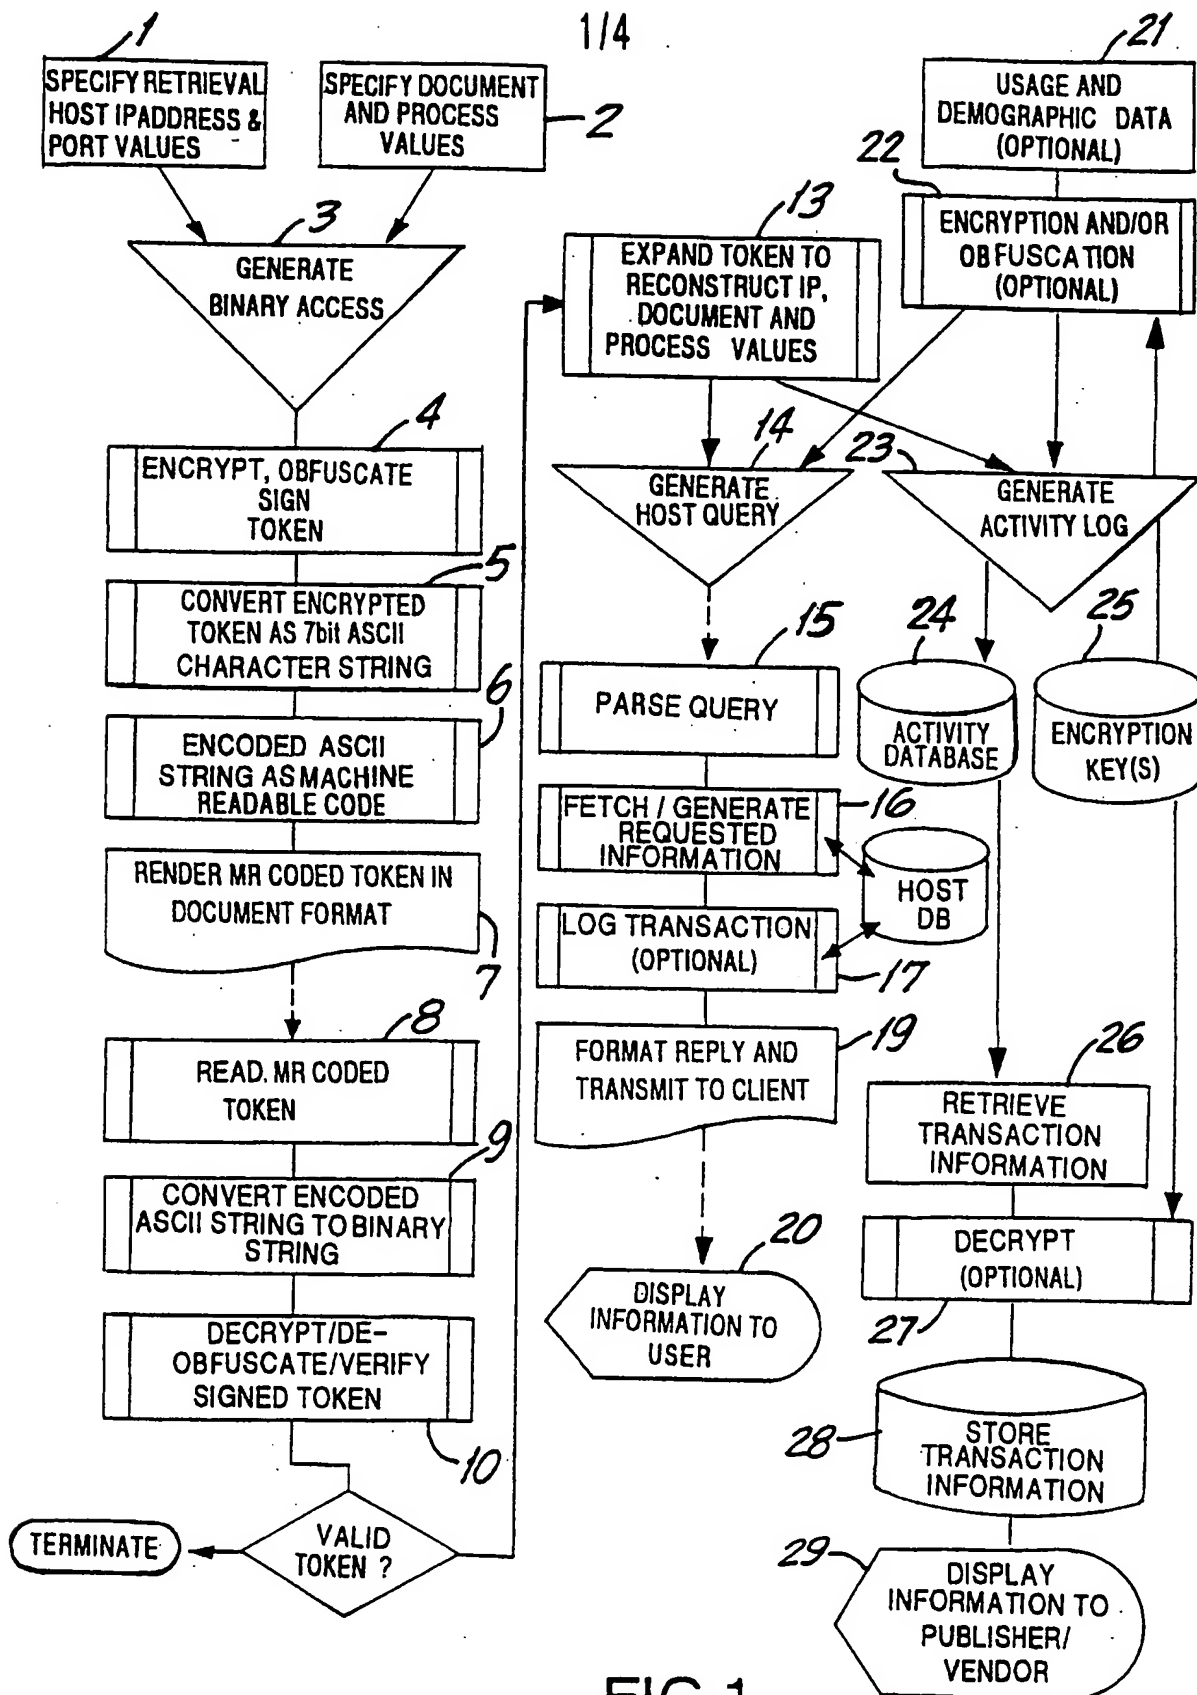 1/4
1
SPECIFY RETRIEVAL
HOST IPADDRESS &
PORT VALUES
SPECIFY DOCUMENT
AND PROCESS
VALUES
2
3
GENERATE
BINARY ACCESS
4
ENCRYPT, OBFUSCATE
SIGN
TOKEN
5
CONVERT ENCRYPTED
TOKEN AS 7bit ASCII
CHARACTER STRING
6
ENCODED ASCII
STRING AS MACHINE
READABLE CODE
RENDER MR CODED TOKEN IN
DOCUMENT FORMAT
7
8
READ. MR CODED
TOKEN
9
CONVERT ENCODED
ASCII STRING TO BINARY
STRING
DECRYPT/DE-
OBFUSCATE/VERIFY
SIGNED TOKEN
10
VALID
TOKEN ?
TERMINATE
13
EXPAND TOKEN TO
RECONSTRUCT IP,
DOCUMENT AND
PROCESS VALUES
14
GENERATE
HOST QUERY
15
PARSE QUERY
16
FETCH / GENERATE
REQUESTED
INFORMATION
HOST
DB
LOG TRANSACTION
(OPTIONAL)
17
19
FORMAT REPLY AND
TRANSMIT TO CLIENT
20
DISPLAY
INFORMATION TO
USER
21
USAGE AND
DEMOGRAPHIC DATA
(OPTIONAL)
22
ENCRYPTION AND/OR
OBFUSCATION
(OPTIONAL)
23
GENERATE
ACTIVITY LOG
24
ACTIVITY
DATABASE
25
ENCRYPTION
KEY(S)
26
RETRIEVE
TRANSACTION
INFORMATION
DECRYPT
(OPTIONAL)
27
28
STORE
TRANSACTION
INFORMATION
29
DISPLAY
INFORMATION TO
PUBLISHER/
VENDOR
FIG 1